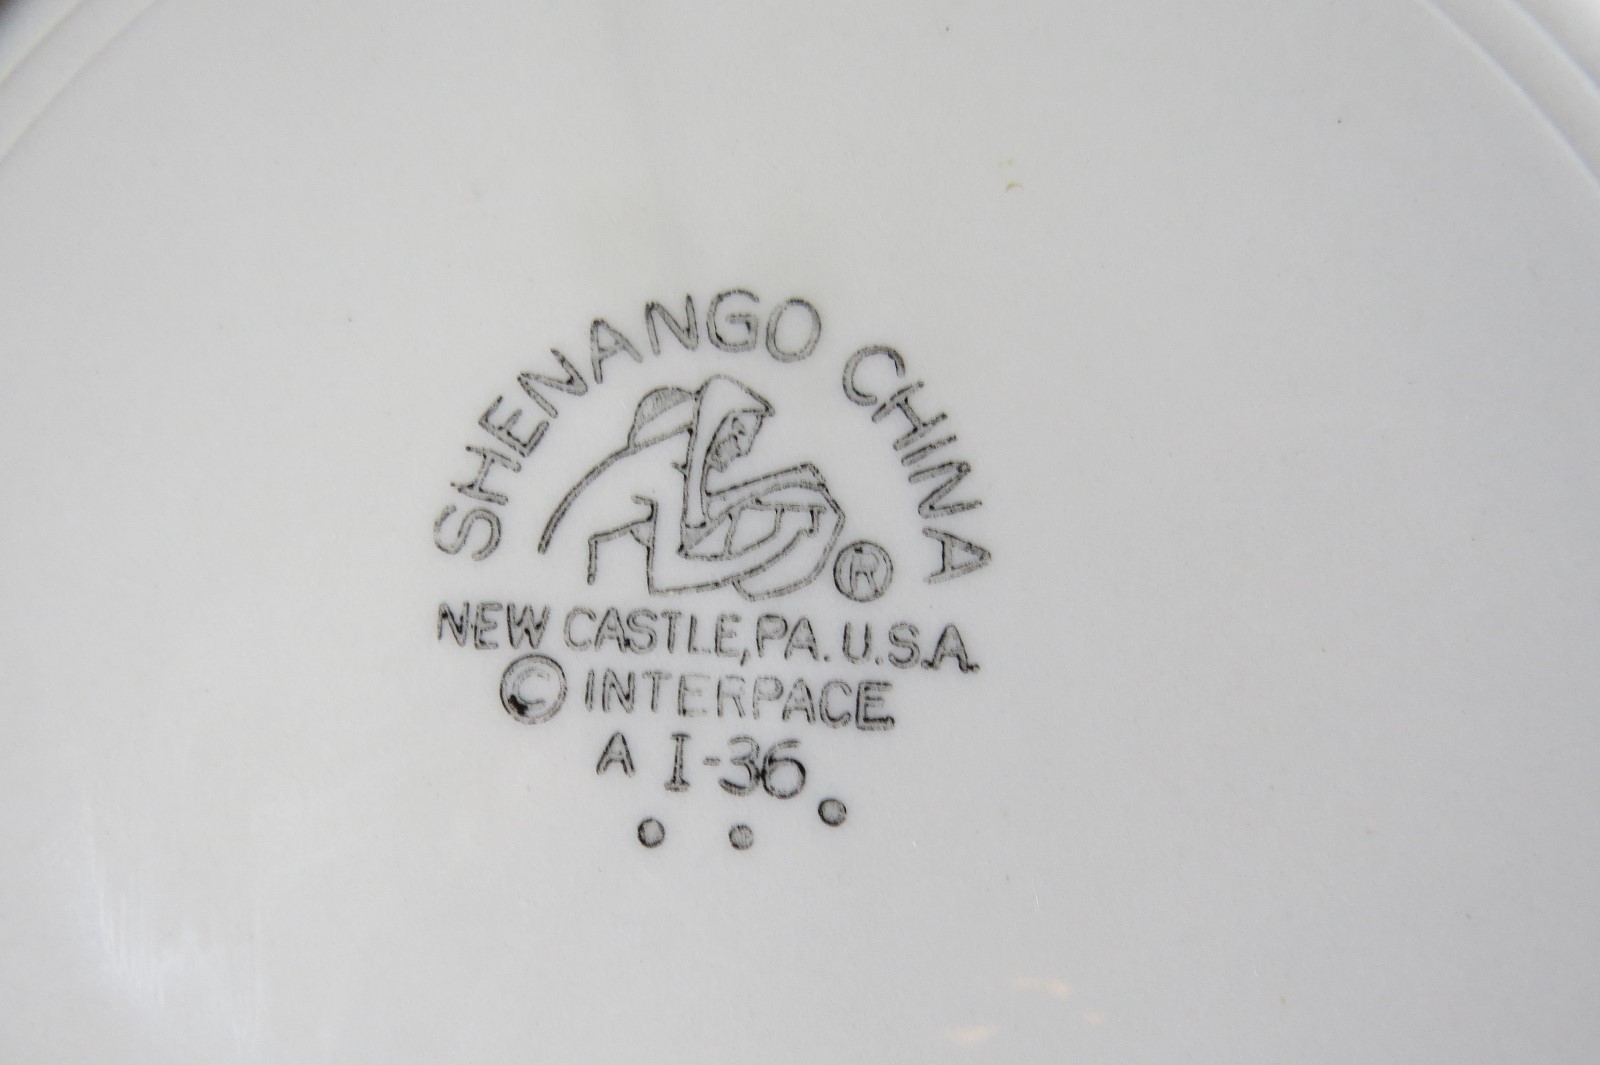 SHENANGO CHINA
®
NEW CASTLE, PA. U.S.A.
© INTERPACE
A I-36